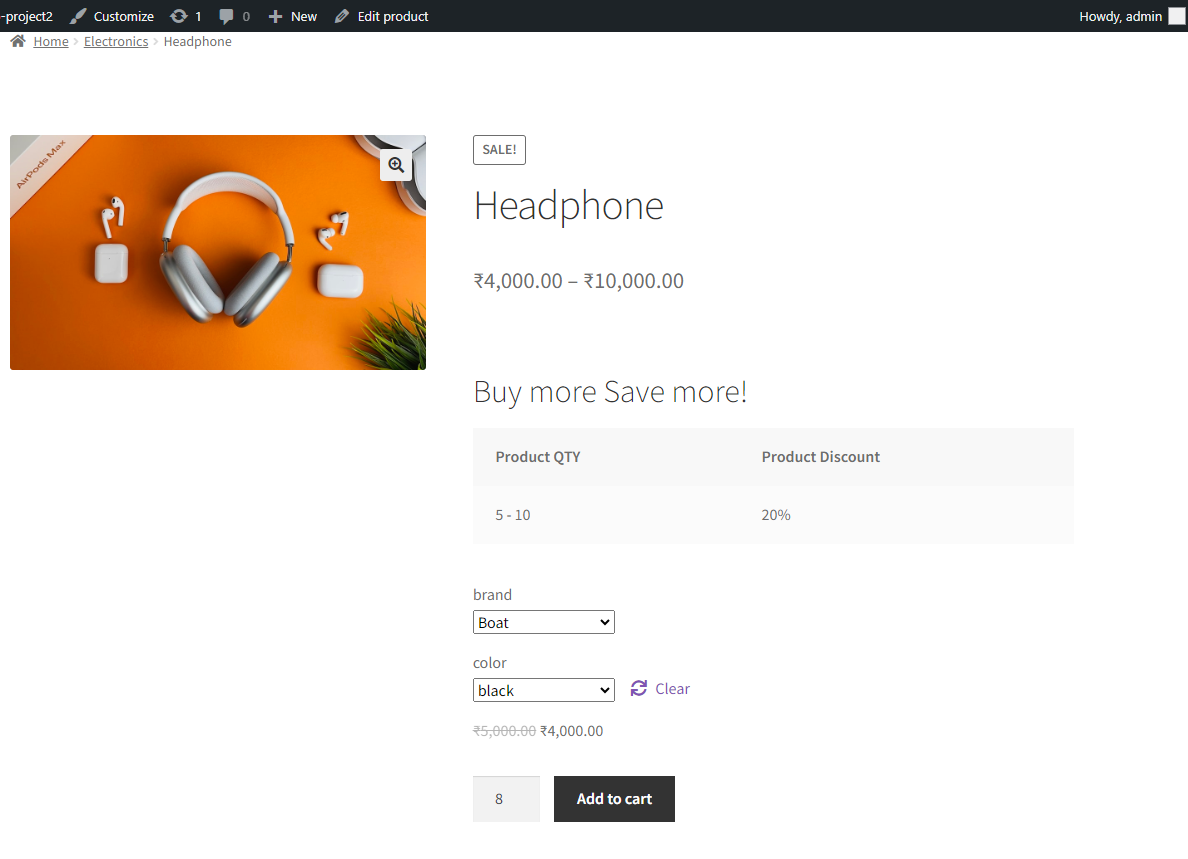 -project2 Customize 1 0 New Edit product Howdy, admin
Home Electronics Headphone
AirPods Max
SALE!
Headphone
₹4,000.00 – ₹10,000.00
Buy more Save more!
Product QTY Product Discount
5 - 10 20%
brand
Boat
color
black Clear
₹5,000.00 ₹4,000.00
8 Add to cart